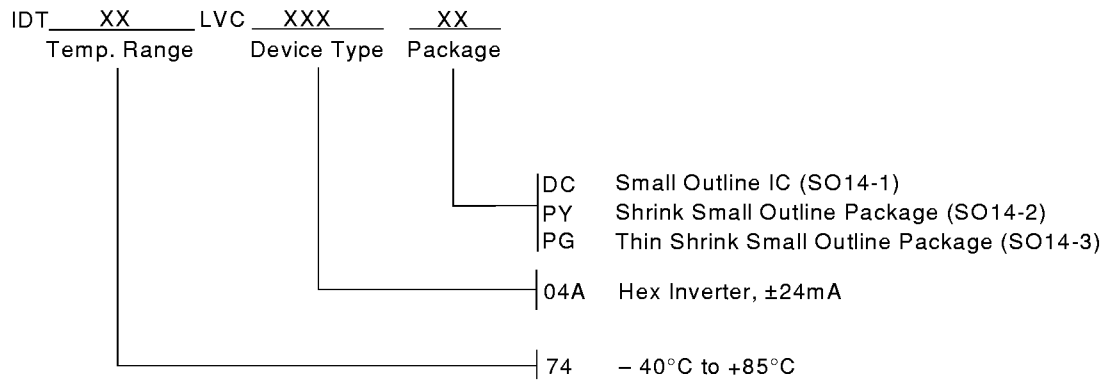 IDT XX LVC XXX XX
Temp. Range Device Type Package
DC Small Outline IC (SO14-1)
PY Shrink Small Outline Package (SO14-2)
PG Thin Shrink Small Outline Package (SO14-3)
04A Hex Inverter, ±24mA
74 – 40°C to +85°C